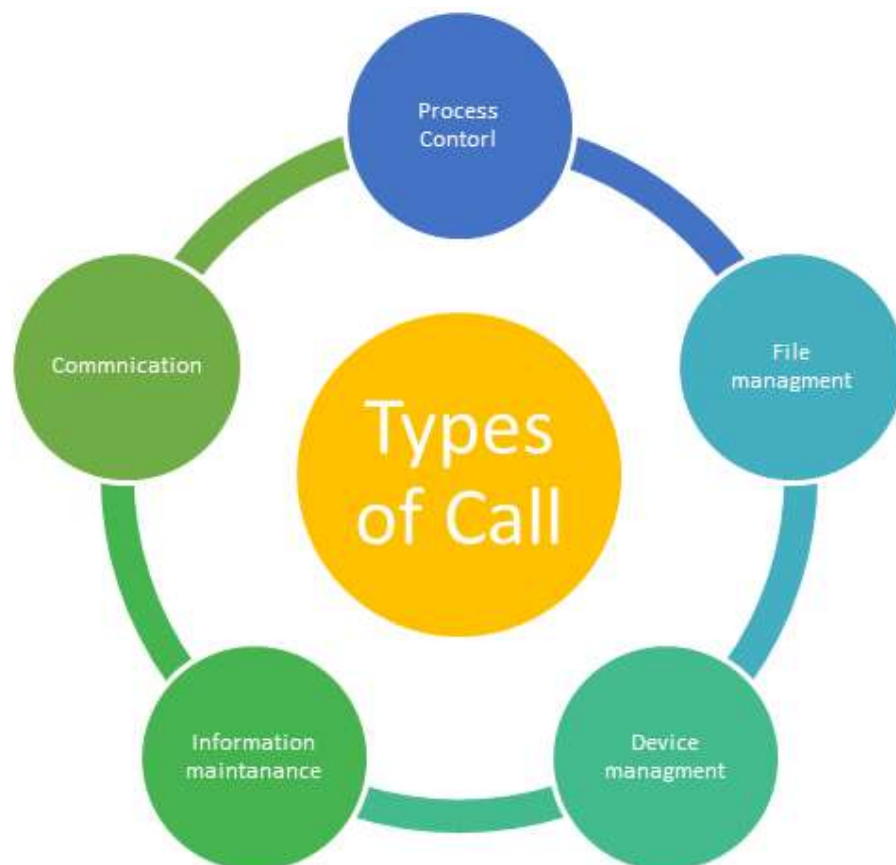 Process
Contorl
Commnication
File
managment
Types
of Call
Information
maintanance
Device
managment